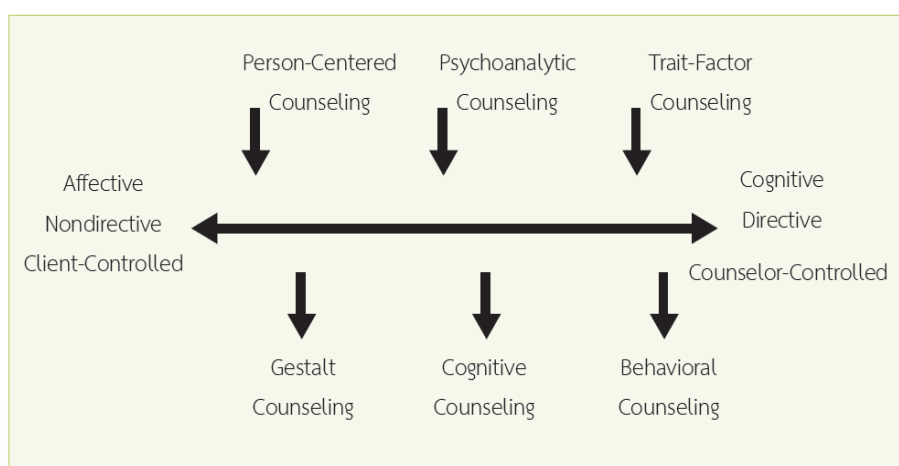 Person-Centered
Counseling
Psychoanalytic
Counseling
Trait-Factor
Counseling
Affective
Nondirective
Client-Controlled
Cognitive
Directive
Counselor-Controlled
Gestalt
Counseling
Cognitive
Counseling
Behavioral
Counseling